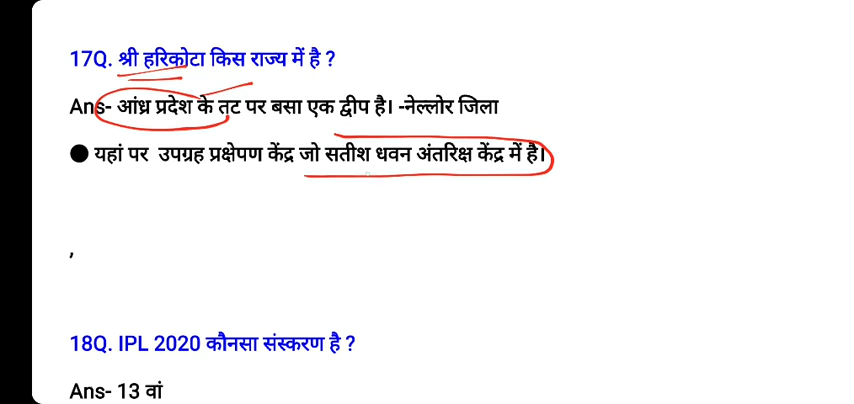 17Q. श्री हरिकोटा किस राज्य में है ?
Ans- आंध्र प्रदेश के तट पर बसा एक द्वीप है। -नेल्लोर जिला
● यहां पर उपग्रह प्रक्षेपण केंद्र जो सतीश धवन अंतरिक्ष केंद्र में है।
,
18Q. IPL 2020 कौनसा संस्करण है ?
Ans- 13 वां